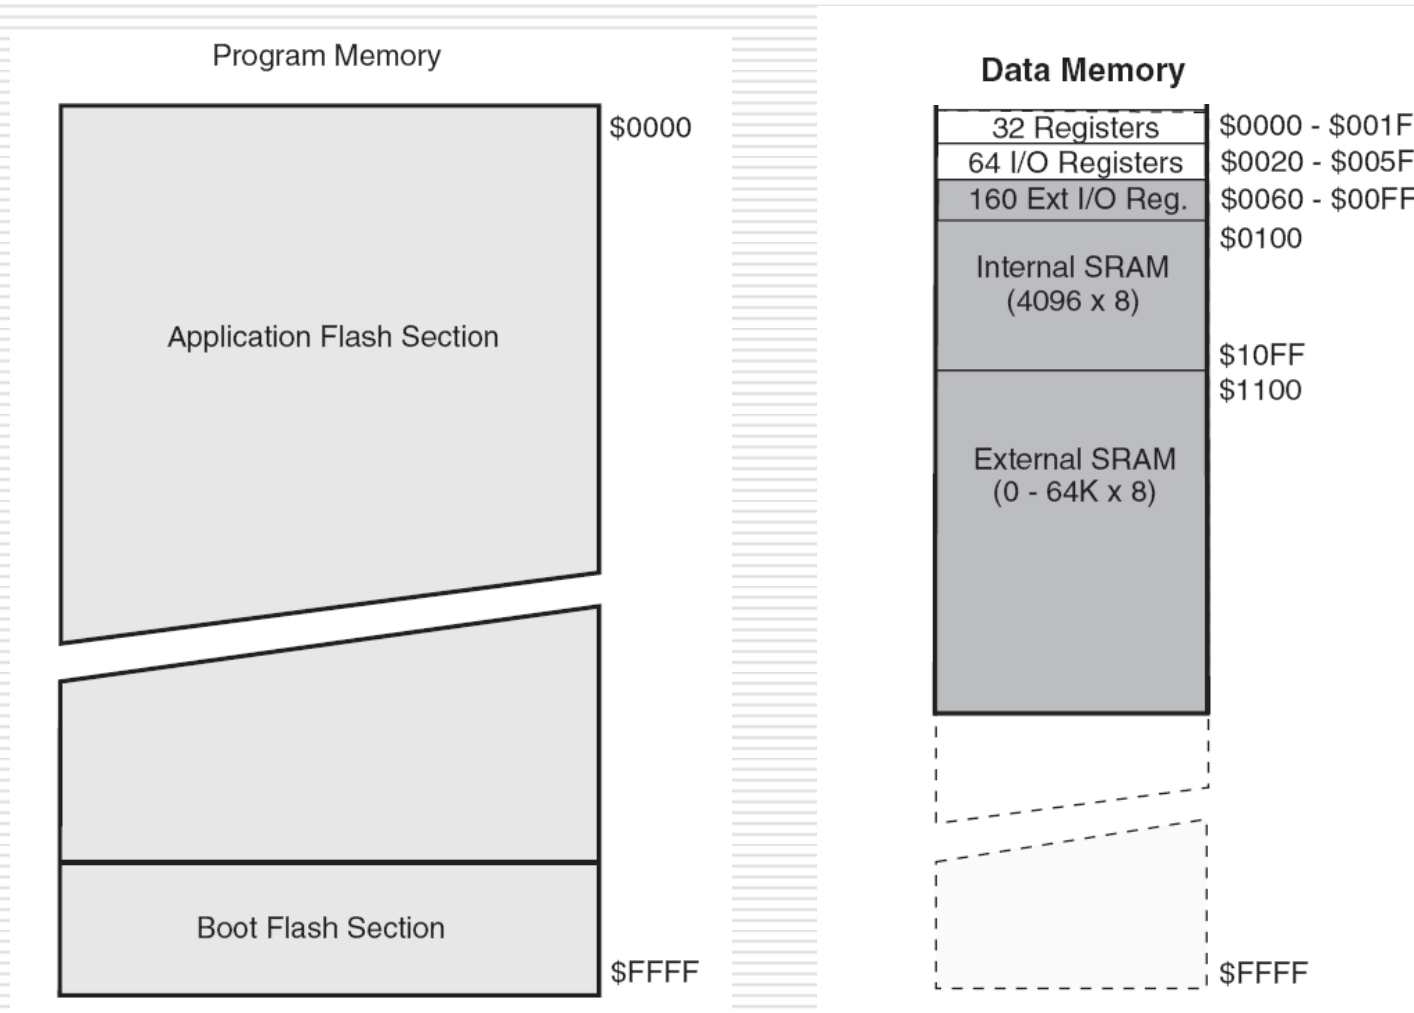 Program Memory
$0000
Application Flash Section
Boot Flash Section
$FFFF
Data Memory
32 Registers
$0000 - $001F
64 I/O Registers
$0020 - $005F
160 Ext I/O Reg.
$0060 - $00FF
$0100
Internal SRAM
(4096 x 8)
$10FF
$1100
External SRAM
(0 - 64K x 8)
$FFFF